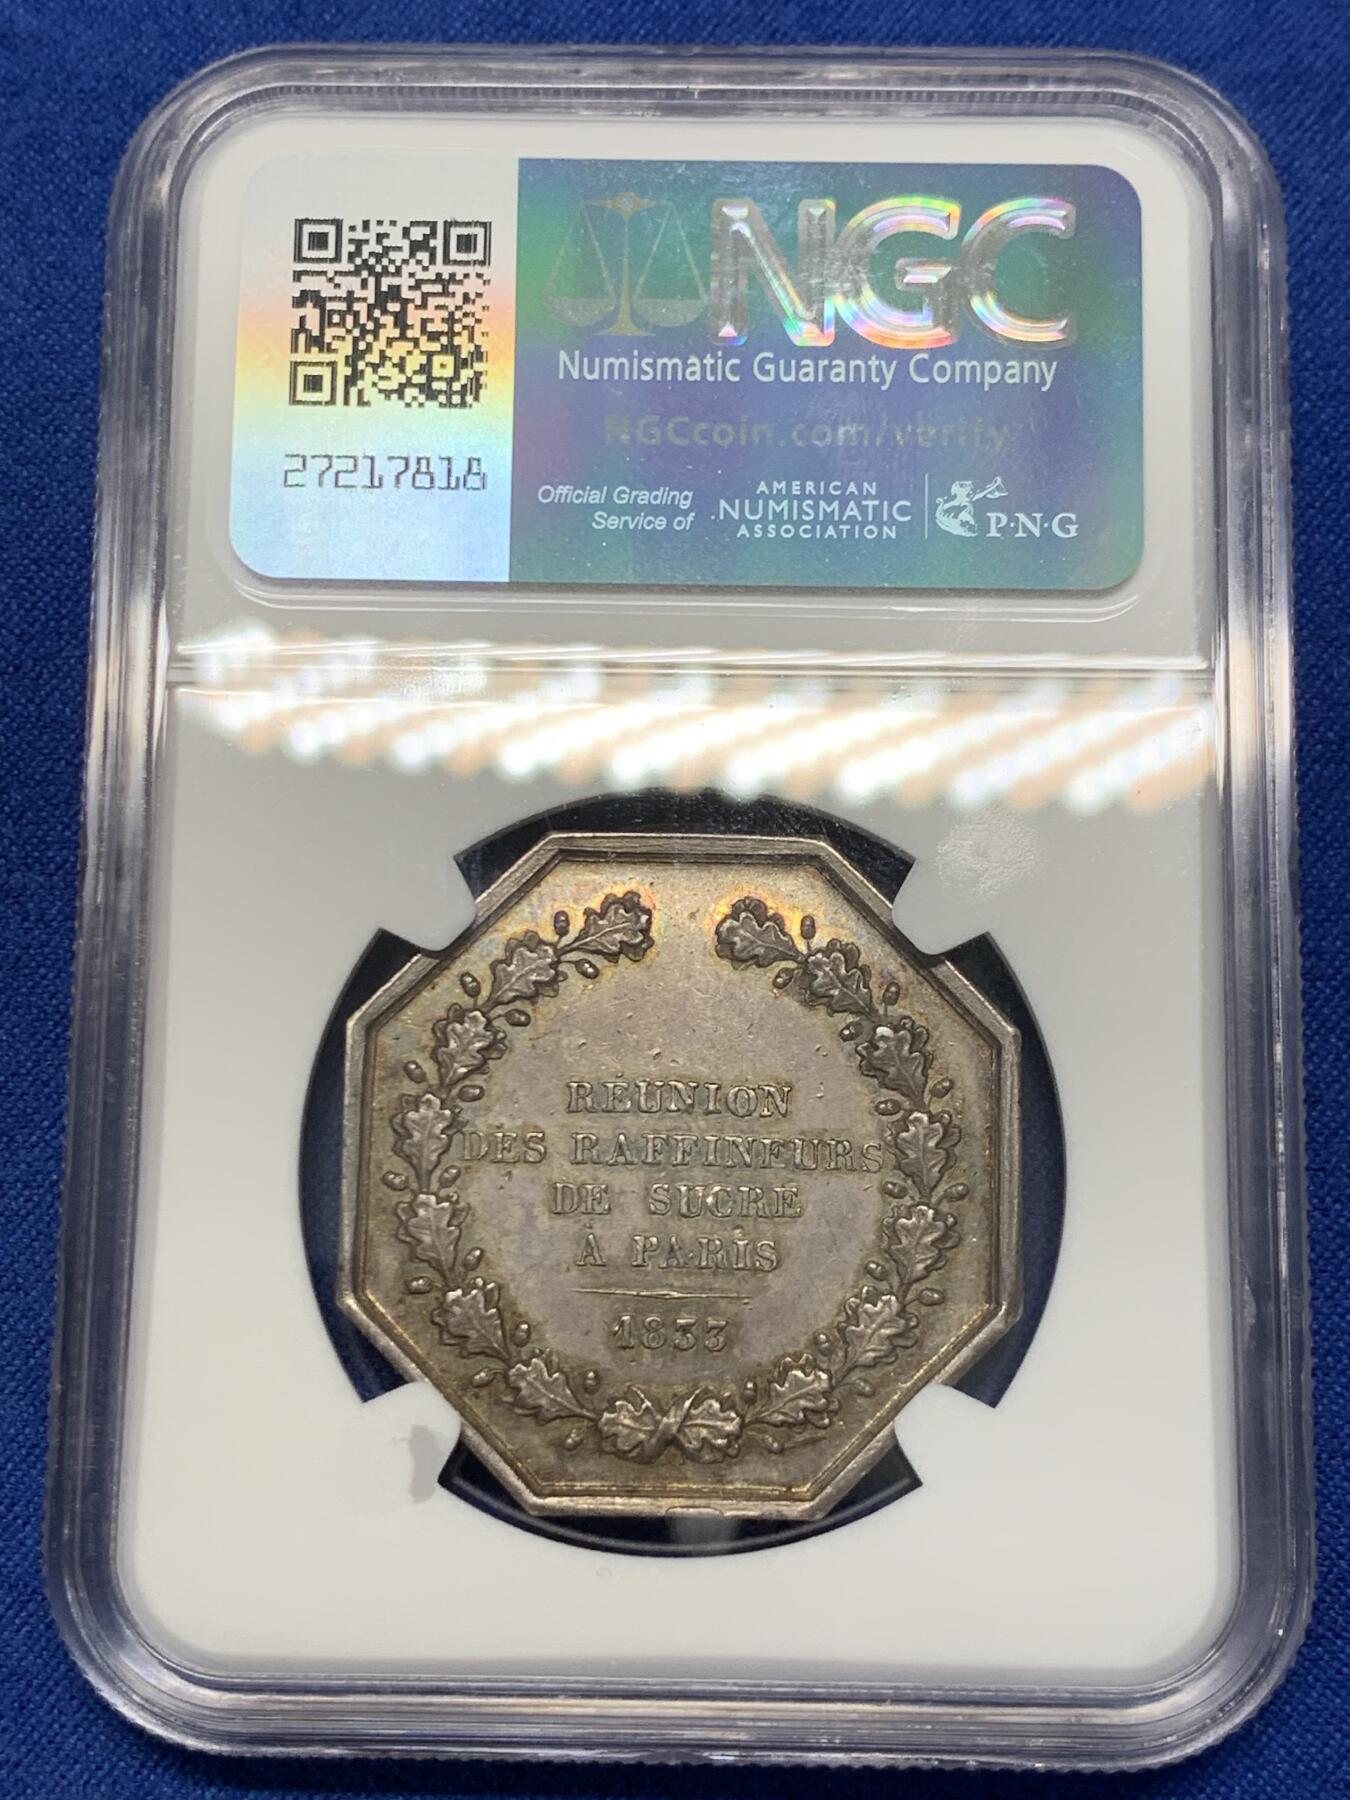 NGC
Numismatic Guaranty Company
NGCcoin.com/verify
27217818
Official Grading
Service of
AMERICAN
NUMISMATIC
ASSOCIATION
P·N·G
RÉUNION
DES RAFFINEURS
DE SUCRE
À PARIS
1833